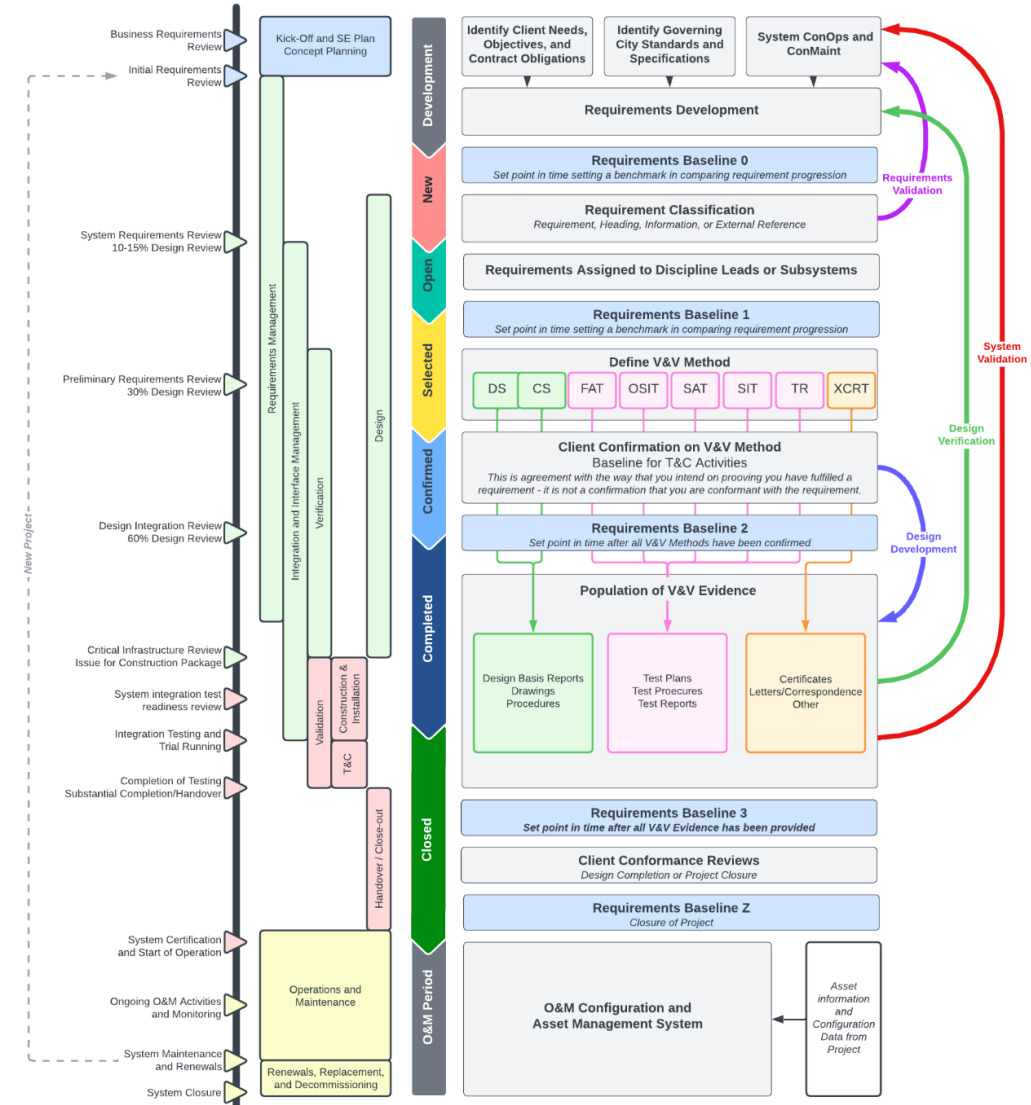 Business Requirements
Review
Initial Requirements
Review
System Requirements Review
10-15% Design Review
Preliminary Requirements Review
30% Design Review
Design Integration Review
60% Design Review
Critical Infrastructure Review
Issue for Construction Package
System integration test
readiness review
Integration Testing and
Trial Running
Completion of Testing
Substantial Completion/Handover
System Certification
and Start of Operation
Ongoing O&M Activities
and Monitoring
System Maintenance
and Renewals
System Closure
New Project
Kick-Off and SE Plan
Concept Planning
Requirements Management
Integration and Interface Management
Verification
Design
Validation
Construction &
Installation
T&C
Handover / Close-out
Operations and
Maintenance
Renewals, Replacement,
and Decommissioning
Development
New
Open
Selected
Confirmed
Completed
Closed
O&M Period
Identify Client Needs,
Objectives, and
Contract Obligations
Identify Governing
City Standards and
Specifications
System ConOps and
ConMaint
Requirements Development
Requirements Baseline 0
Set point in time setting a benchmark in comparing requirement progression
Requirement Classification
Requirement, Heading, Information, or External Reference
Requirements Assigned to Discipline Leads or Subsystems
Requirements Baseline 1
Set point in time setting a benchmark in comparing requirement progression
Define V&V Method
DS
CS
FAT
OSIT
SAT
SIT
TR
XCRT
Client Confirmation on V&V Method
Baseline for T&C Activities
This is agreement with the way that you intend on prooving you have fulfilled a
requirement - it is not a confirmation that you are conformant with the requirement.
Requirements Baseline 2
Set point in time after all V&V Methods have been confirmed
Population of V&V Evidence
Design Basis Reports
Drawings
Procedures
Test Plans
Test Proecures
Test Reports
Certificates
Letters/Correspondence
Other
Requirements Baseline 3
Set point in time after all V&V Evidence has been provided
Client Conformance Reviews
Design Completion or Project Closure
Requirements Baseline Z
Closure of Project
O&M Configuration and
Asset Management System
Asset
information
and
Configuration
Data from
Project
Requirements
Validation
System
Validation
Design
Verification
Design
Development